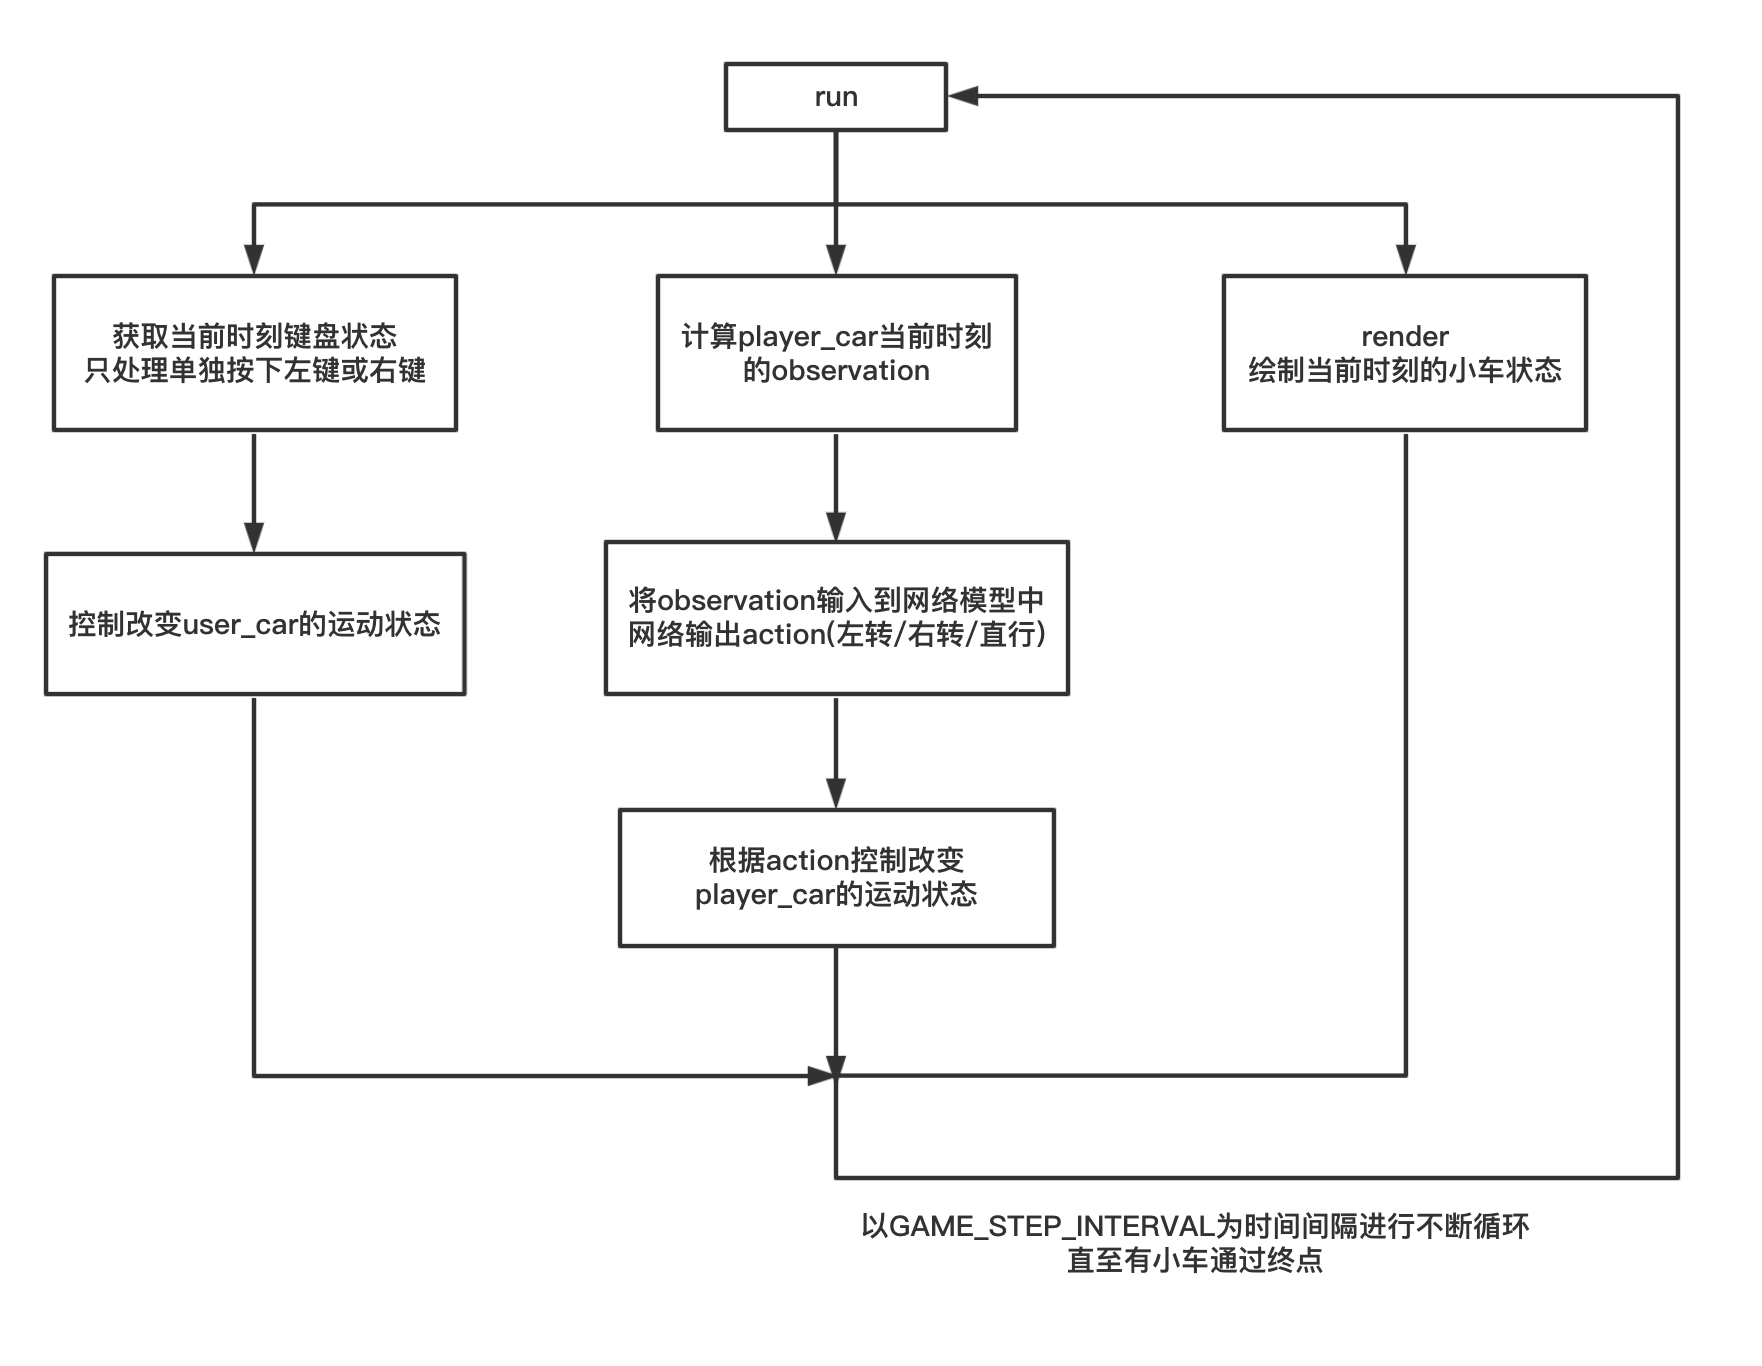 run
获取当前时刻键盘状态
只处理单独按下左键或右键
计算player_car当前时刻
的observation
render
绘制当前时刻的小车状态
控制改变user_car的运动状态
将observation输入到网络模型中
网络输出action(左转/右转/直行)
根据action控制改变
player_car的运动状态
以GAME_STEP_INTERVAL为时间间隔进行不断循环
直至有小车通过终点